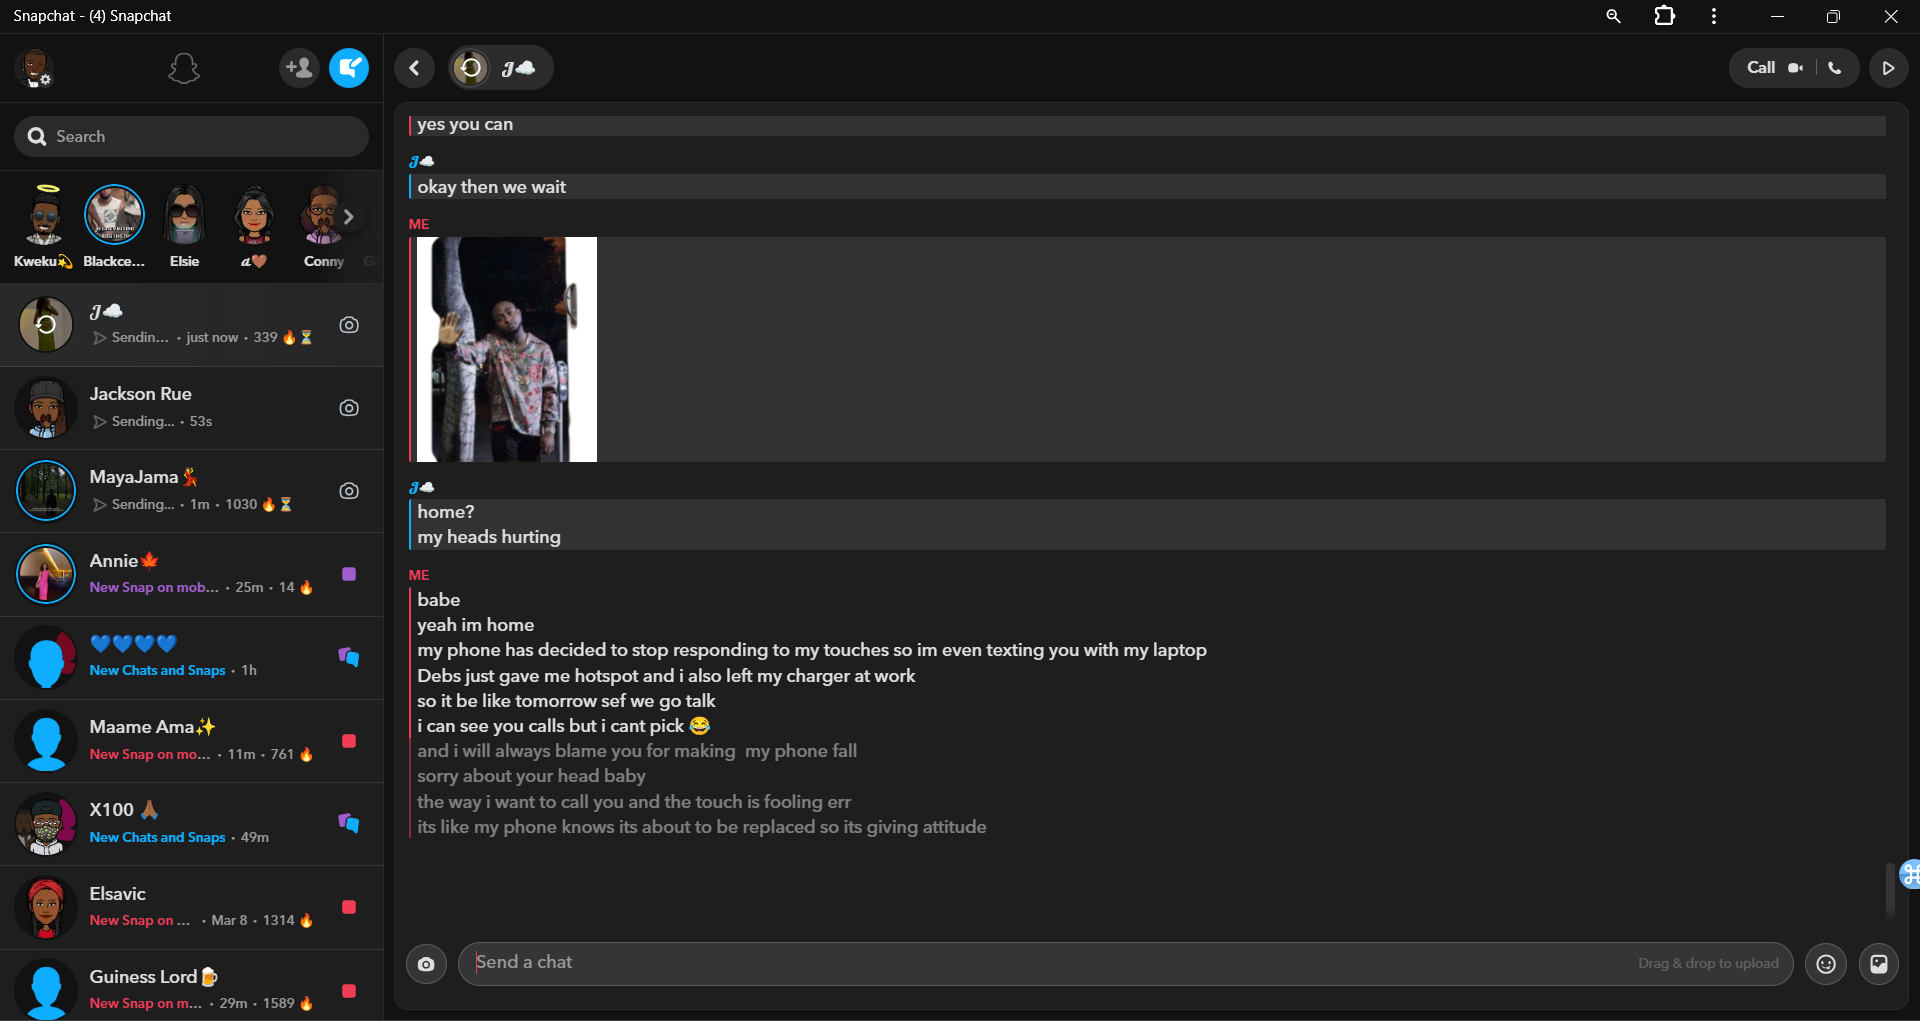 Snapchat - (4) Snapchat
Search
Kweku💫
Blackce...
Elsie
a🤎
Conny
J☁️
Sendin... · just now · 339 🔥⏳
Jackson Rue
Sending... · 53s
MayaJama💃
Sending... · 1m · 1030 🔥⏳
Annie🍁
New Snap on mob... · 25m · 14 🔥
💙💙💙💙
New Chats and Snaps · 1h
Maame Ama✨
New Snap on mo... · 11m · 761 🔥
X100 🙏🏾
New Chats and Snaps · 49m
Elsavic
New Snap on ... · Mar 8 · 1314 🔥
Guiness Lord🍺
New Snap on m... · 29m · 1589 🔥
J☁️
Call
yes you can
J☁️
okay then we wait
ME
J☁️
home?
my heads hurting
ME
babe
yeah im home
my phone has decided to stop responding to my touches so im even texting you with my laptop
Debs just gave me hotspot and i also left my charger at work
so it be like tomorrow sef we go talk
i can see you calls but i cant pick 😂
and i will always blame you for making  my phone fall
sorry about your head baby
the way i want to call you and the touch is fooling err
its like my phone knows its about to be replaced so its giving attitude
Send a chat
Drag & drop to upload